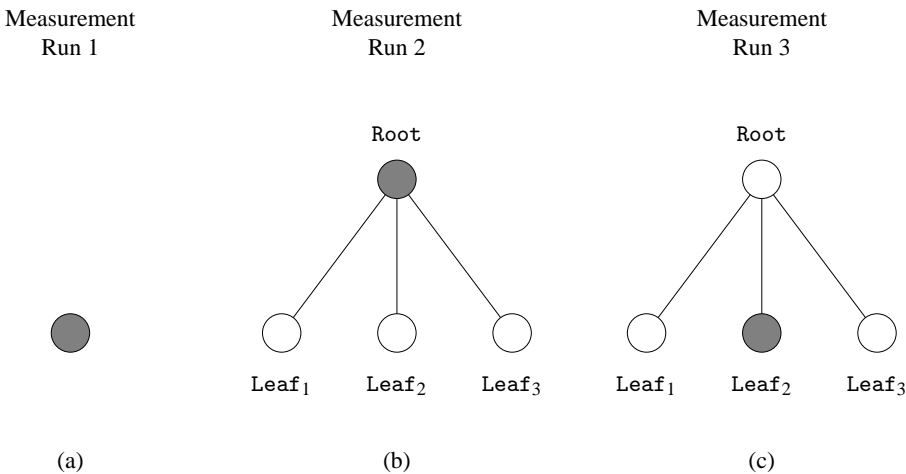 Measurement
Run 1
Measurement
Run 2
Measurement
Run 3
Root
Root
Leaf₁
Leaf₂
Leaf₃
Leaf₁
Leaf₂
Leaf₃
(a)
(b)
(c)